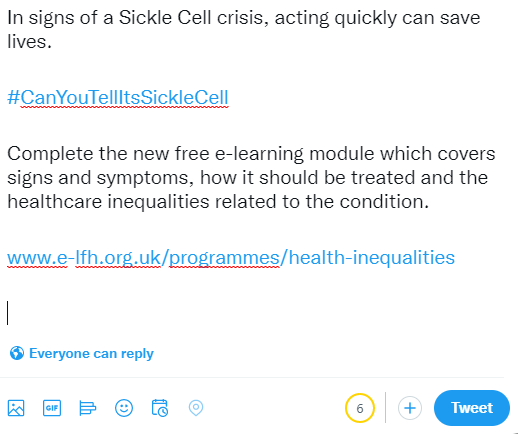 In signs of a Sickle Cell crisis, acting quickly can save
lives.
#CanYouTellItsSickleCell
Complete the new free e-learning module which covers
signs and symptoms, how it should be treated and the
healthcare inequalities related to the condition.
www.e-lfh.org.uk/programmes/health-inequalities
Everyone can reply
GIF
6
+
Tweet